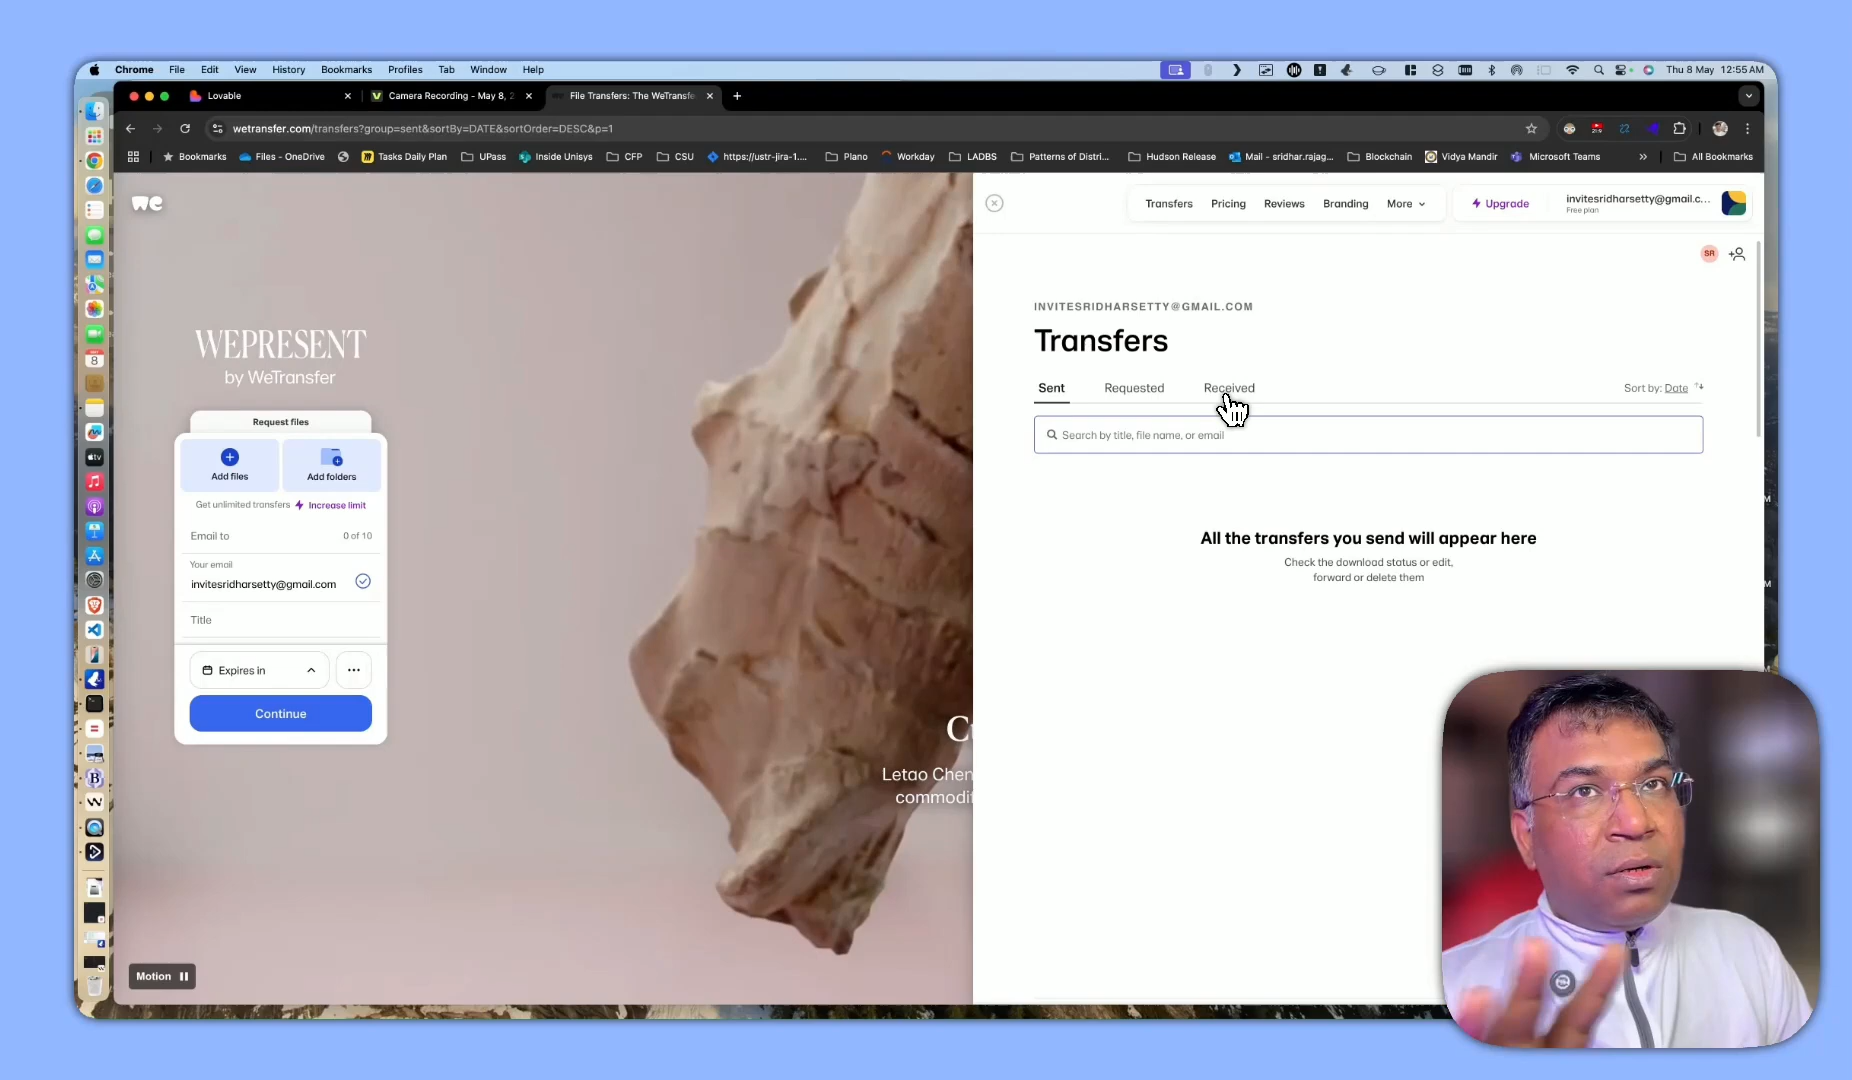 Chrome File Edit View History Bookmarks Profiles Tab Window Help Thu 8 May 12:55 AM
Lovable Camera Recording - May 8, 2 File Transfers: The WeTransfe
wetransfer.com/transfers?group=sent&sortBy=DATE&sortOrder=DESC&p=1
Bookmarks Files - OneDrive Tasks Daily Plan UPass Inside Unisys CFP CSU https://ustr-jira-1.... Plano Workday LADBS Patterns of Distri... Hudson Release Mail - sridhar.rajag... Blockchain Vidya Mandir Microsoft Teams All Bookmarks
we
Transfers Pricing Reviews Branding More
Upgrade
invitesridharsetty@gmail.c...
Free plan
SR
INVITESRIDHARSETTY@GMAIL.COM
Transfers
Sent Requested Received
Sort by: Date
Search by title, file name, or email
All the transfers you send will appear here
Check the download status or edit,
forward or delete them
WEPRESENT
by WeTransfer
Request files
Add files Add folders
Get unlimited transfers Increase limit
Email to 0 of 10
Your email
invitesridharsetty@gmail.com
Title
Expires in
Continue
Letao Chen
commodif
Motion